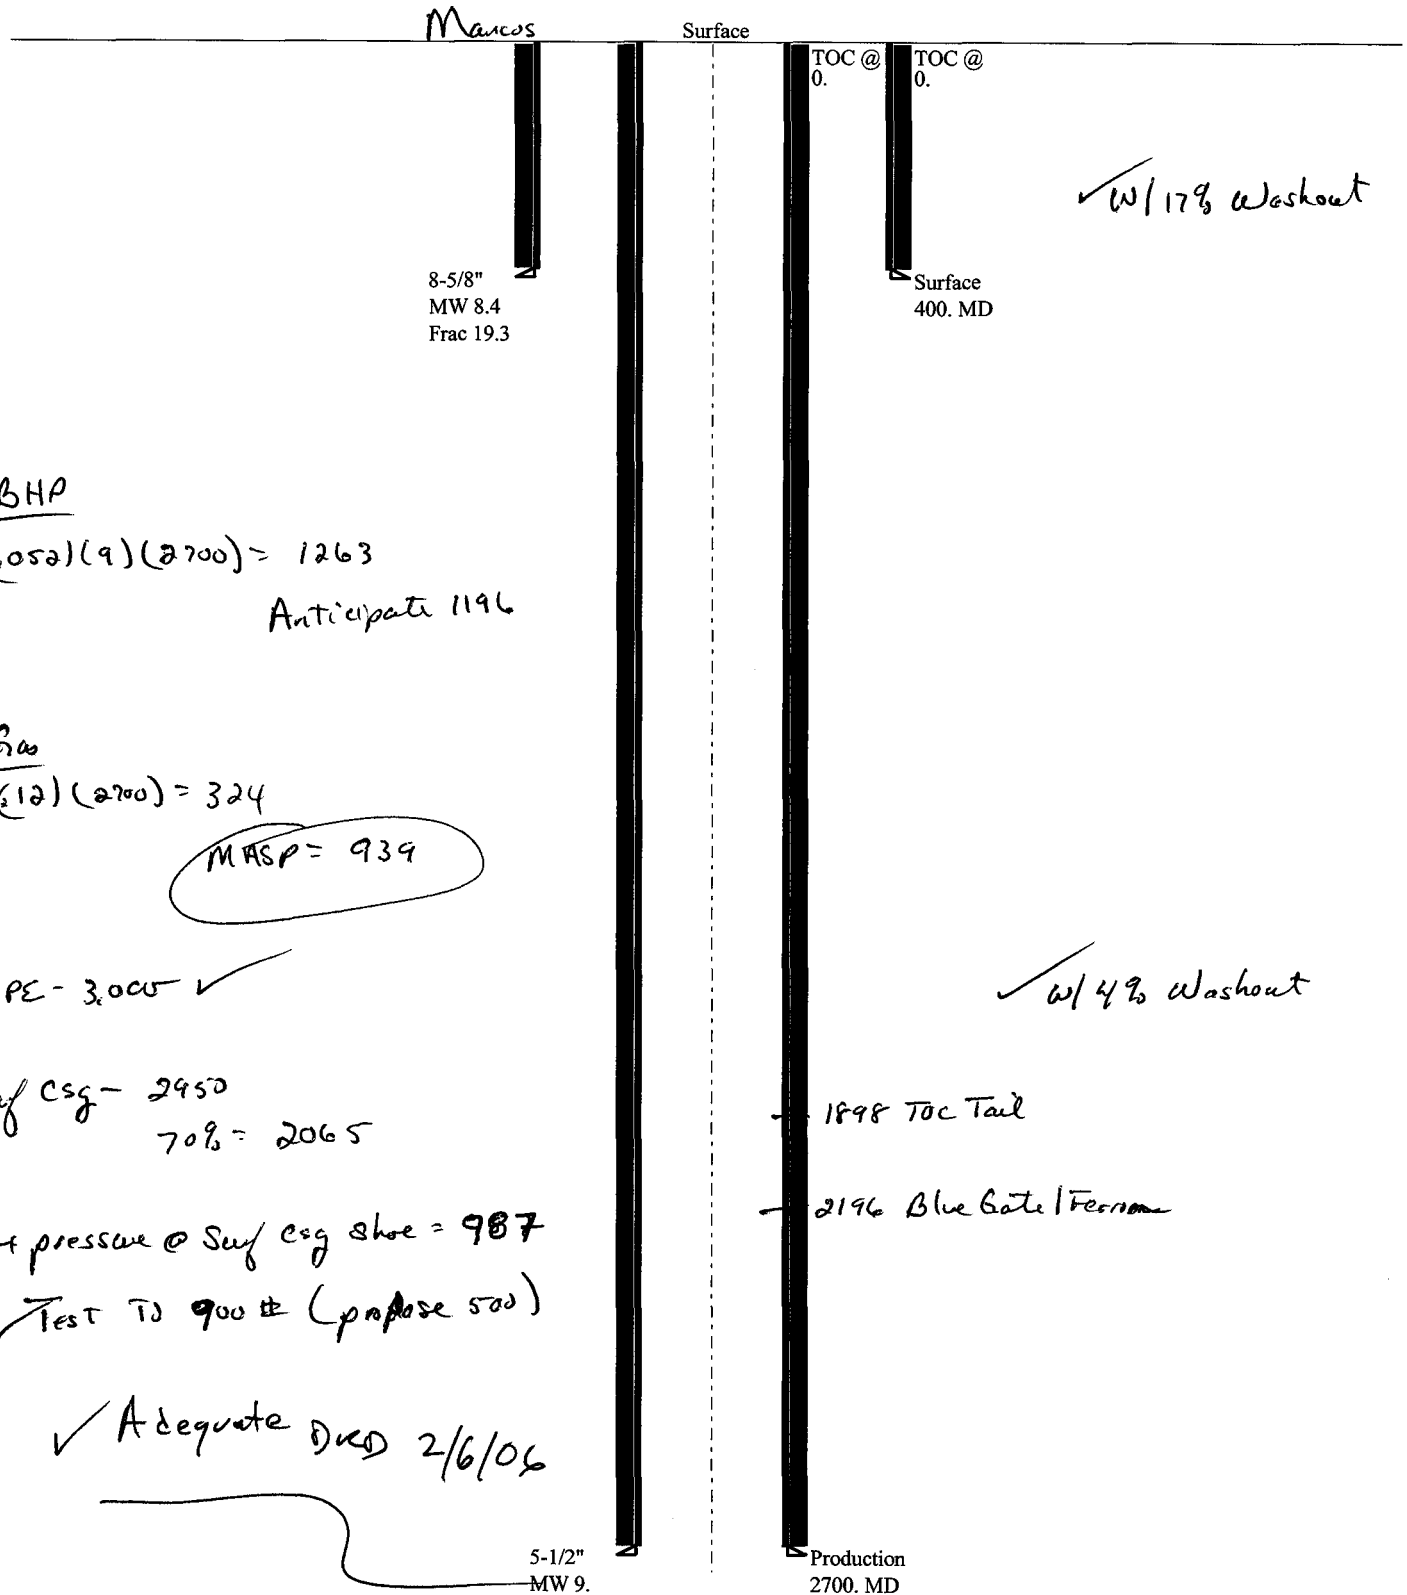 Mancos
Surface
TOC @
0.
TOC @
0.
✓ w/ 17% Washout
8-5/8"
MW 8.4
Frac 19.3
Surface
400. MD
BHP
.052)(9)(2700) = 1263
Anticipate 1196
Gas
(.12)(2700) = 324
MASP = 939
PE - 3,000 ✓
✓ w/ 4% Washout
Csg - 2950
70% = 2065
1898 TOC Tail
2196 Blue Gate/
pressure @ Surf csg shoe = 987
✓ Test to 900# (propose 500)
✓ Adequate DKD 2/6/06
5-1/2"
MW 9.
Production
2700. MD